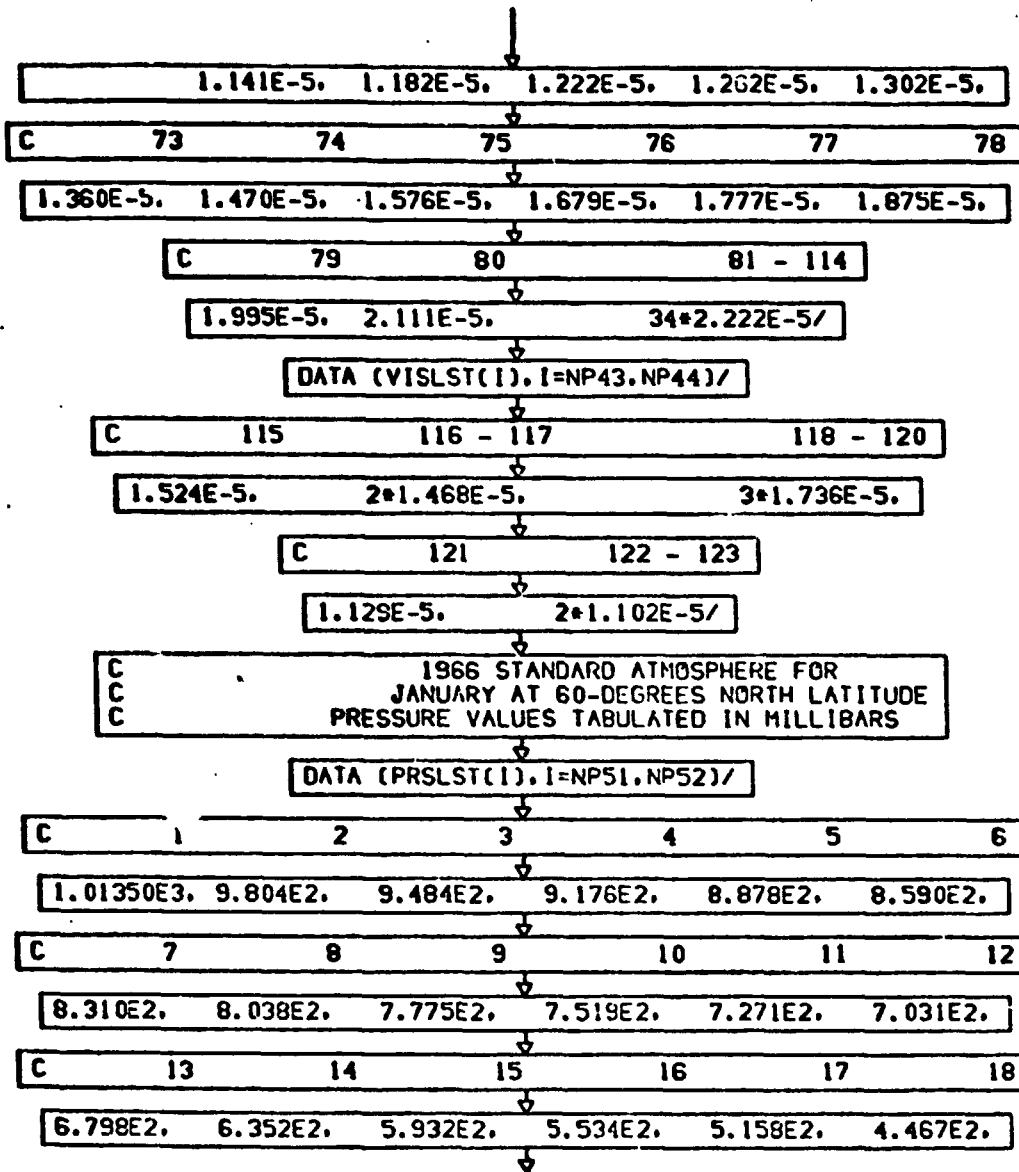 1.141E-5, 1.182E-5, 1.222E-5, 1.262E-5, 1.302E-5,
C 73 74 75 76 77 78
1.360E-5, 1.470E-5, 1.576E-5, 1.679E-5, 1.777E-5, 1.875E-5,
C 79 80 81 - 114
1.995E-5, 2.111E-5, 34*2.222E-5/
DATA (VISLST(I),I=NP43,NP44)/
C 115 116 - 117 118 - 120
1.524E-5, 2*1.468E-5, 3*1.736E-5,
C 121 122 - 123
1.129E-5, 2*1.102E-5/
C 1966 STANDARD ATMOSPHERE FOR
C JANUARY AT 60-DEGREES NORTH LATITUDE
C PRESSURE VALUES TABULATED IN MILLIBARS
DATA (PRSLST(I),I=NP51,NP52)/
C 1 2 3 4 5 6
1.01350E3, 9.804E2, 9.484E2, 9.176E2, 8.878E2, 8.590E2,
C 7 8 9 10 11 12
8.310E2, 8.038E2, 7.775E2, 7.519E2, 7.271E2, 7.031E2,
C 13 14 15 16 17 18
6.798E2, 6.352E2, 5.932E2, 5.534E2, 5.158E2, 4.467E2,